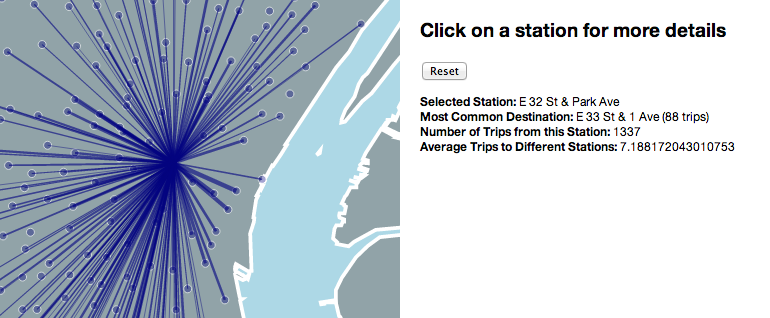 Click on a station for more details
Reset
Selected Station: E 32 St & Park Ave
Most Common Destination: E 33 St & 1 Ave (88 trips)
Number of Trips from this Station: 1337
Average Trips to Different Stations: 7.188172043010753